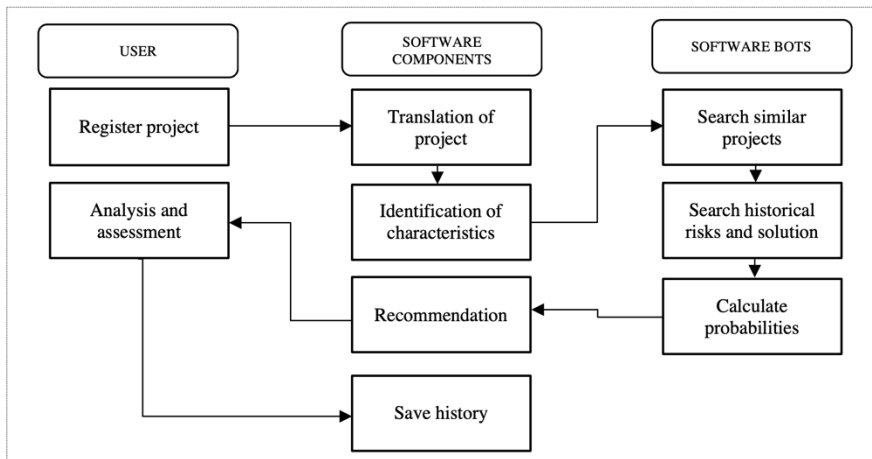 USER
SOFTWARE
COMPONENTS
SOFTWARE BOTS
Register project
Translation of
project
Search similar
projects
Analysis and
assessment
Identification of
characteristics
Search historical
risks and solution
Recommendation
Calculate
probabilities
Save history